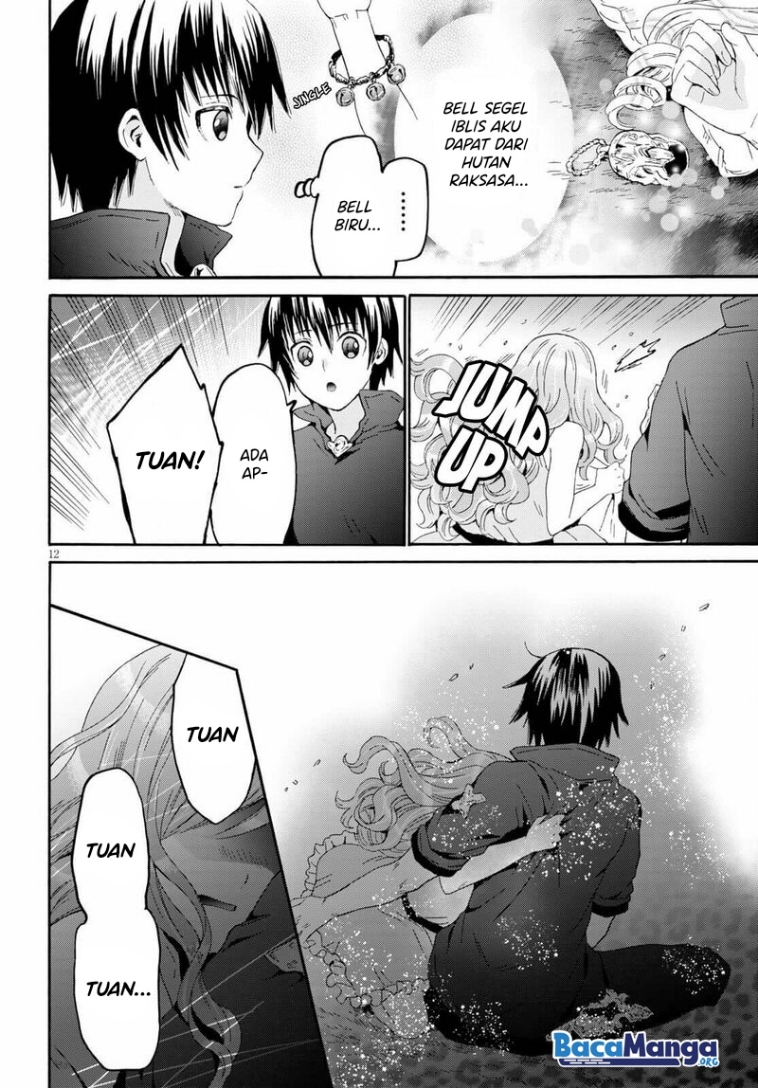 BELL SEGEL
IBLIS AKU
DAPAT DARI
HUTAN
RAKSASA...
JINGLE
......
BELL
BIRU...
JUMP
UP
ADA
AP-
TUAN!
12
TUAN
TUAN
TUAN...
BacaManga
.ORG